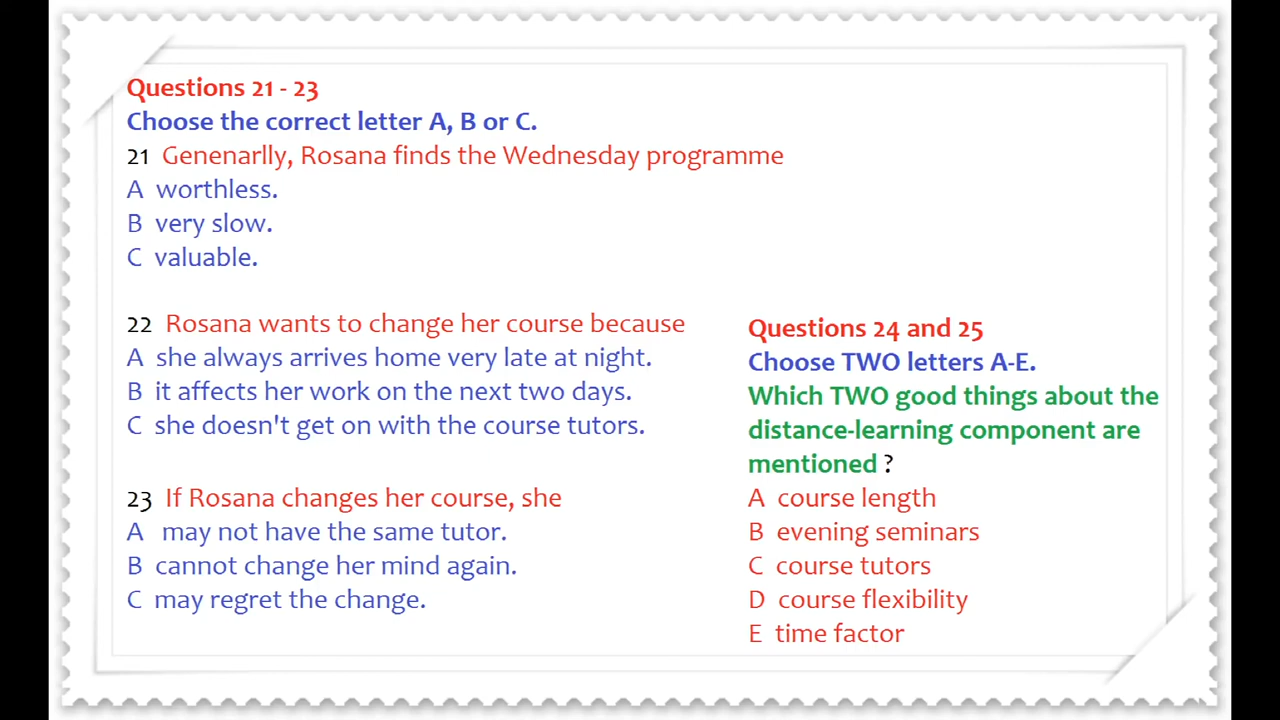 Questions 21 - 23
Choose the correct letter A, B or C.
21 Genenarlly, Rosana finds the Wednesday programme
A worthless.
B very slow.
C valuable.
22 Rosana wants to change her course because
A she always arrives home very late at night.
B it affects her work on the next two days.
C she doesn't get on with the course tutors.
23 If Rosana changes her course, she
A may not have the same tutor.
B cannot change her mind again.
C may regret the change.
Questions 24 and 25
Choose TWO letters A-E.
Which TWO good things about the
distance-learning component are
mentioned ?
A course length
B evening seminars
C course tutors
D course flexibility
E time factor